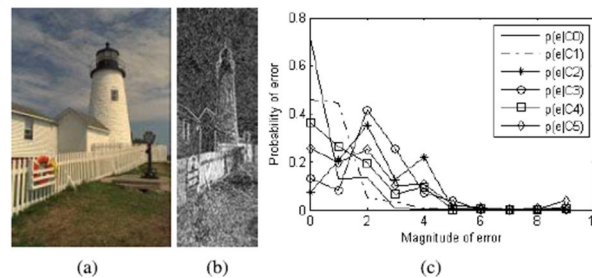 0.8
0.6
0.4
0.2
0
Probability of error
p(e|C0)
p(e|C1)
p(e|C2)
p(e|C3)
p(e|C4)
p(e|C5)
0 2 4 6 8 1
Magnitude of error
(a) (b) (c)